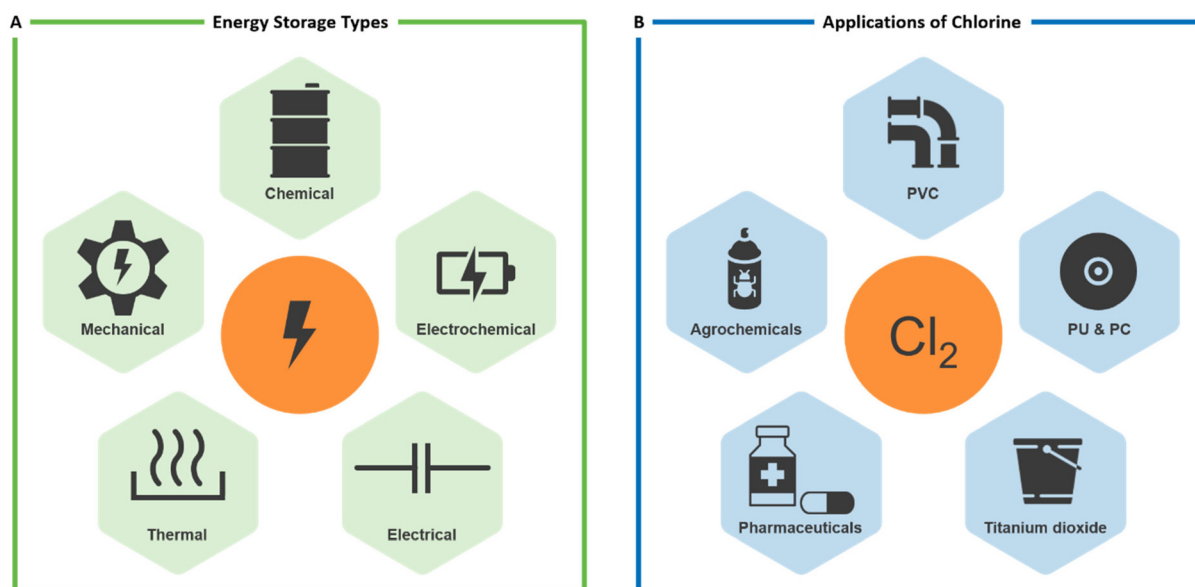 A
Energy Storage Types
Chemical
Mechanical
Electrochemical
Thermal
Electrical
B
Applications of Chlorine
PVC
Agrochemicals
Cl₂
PU & PC
Pharmaceuticals
Titanium dioxide